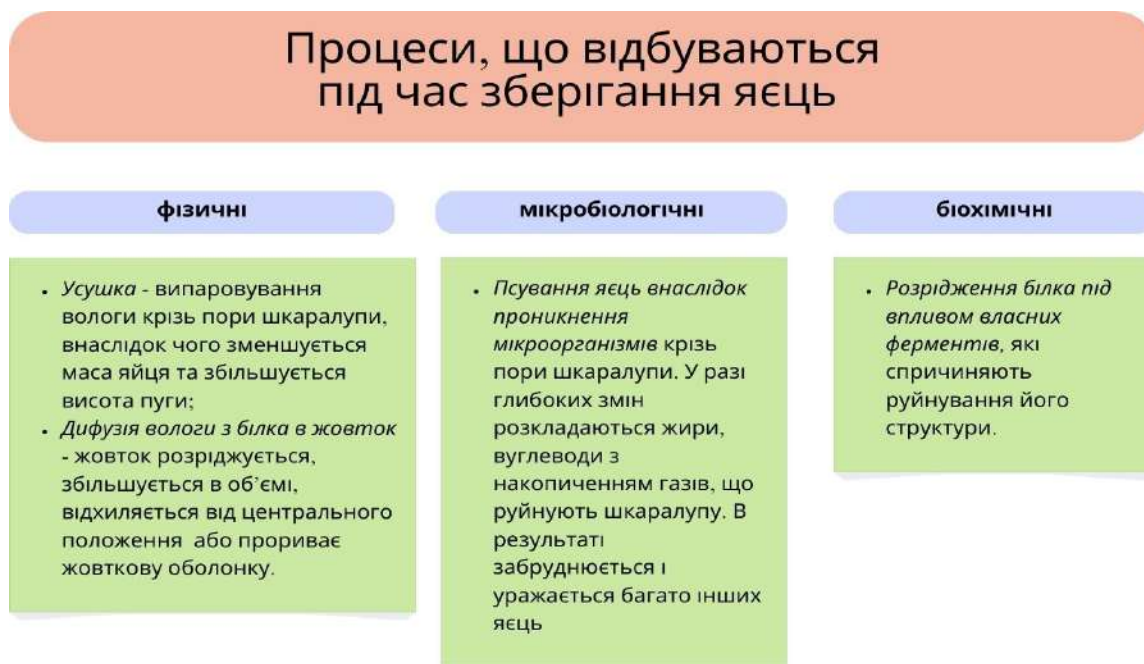 Процеси, що відбуваються
під час зберігання яєць
фізичні
• Усушка - випаровування
вологи крізь пори шкаралупи,
внаслідок чого зменшується
маса яйця та збільшується
висота пуги;
• Дифузія вологи з білка в жовток
- жовток розріджується,
збільшується в об’ємі,
відхиляється від центрального
положення або прориває
жовткову оболонку.
мікробіологічні
• Псування яєць внаслідок
проникнення
мікроорганізмів крізь
пори шкаралупи. У разі
глибоких змін
розкладаються жири,
вуглеводи з
накопиченням газів, що
руйнують шкаралупу. В
результаті
забруднюється і
уражається багато інших
яєць
біохімічні
• Розрідження білка під
впливом власних
ферментів, які
спричиняють
руйнування його
структури.